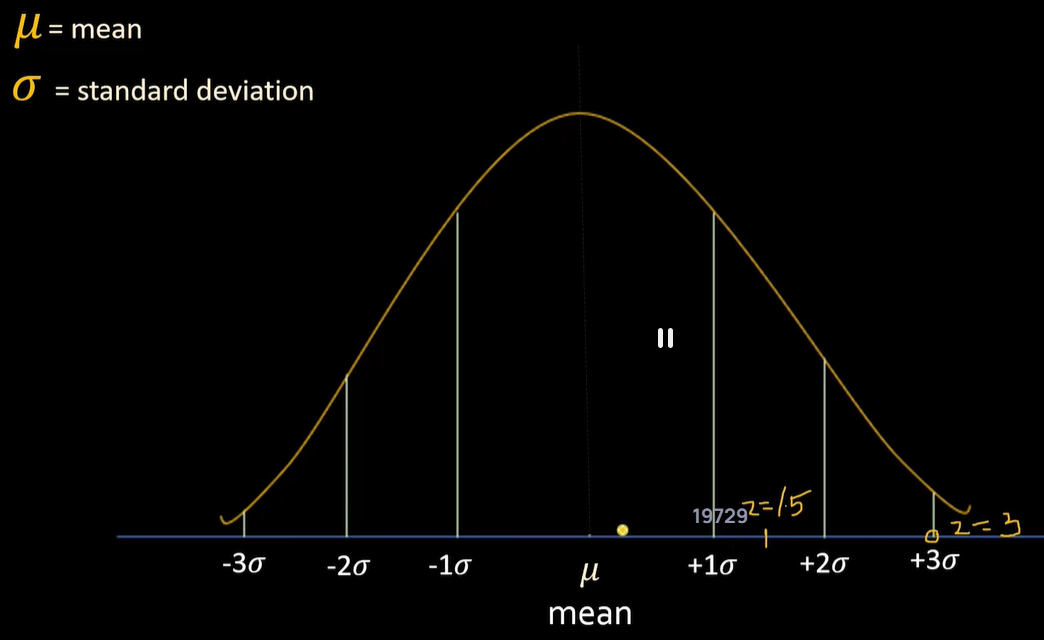 μ = mean
σ = standard deviation
19729 z=1.5
z=3
-3σ -2σ -1σ μ +1σ +2σ +3σ
mean